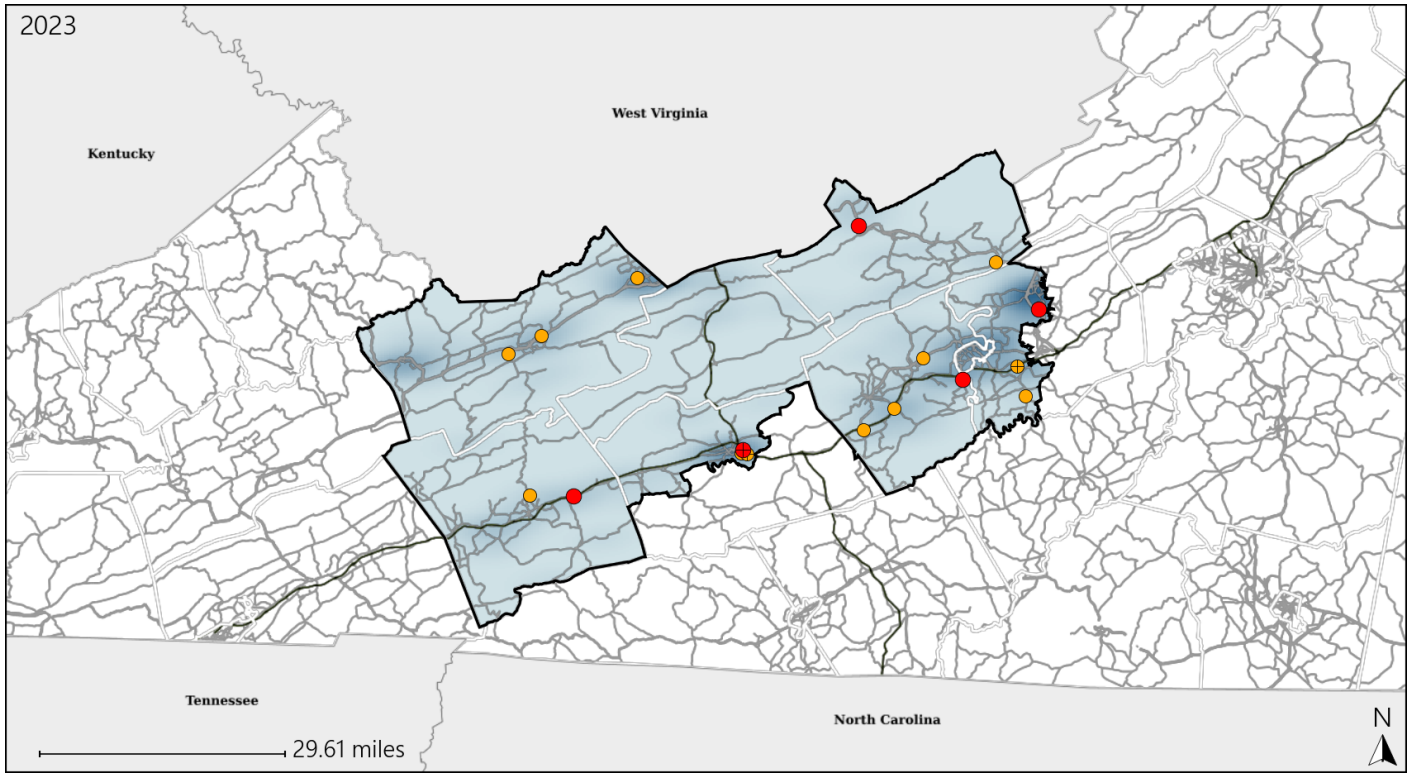 2023
West Virginia
Kentucky
Tennessee
North Carolina
N
29.61 miles